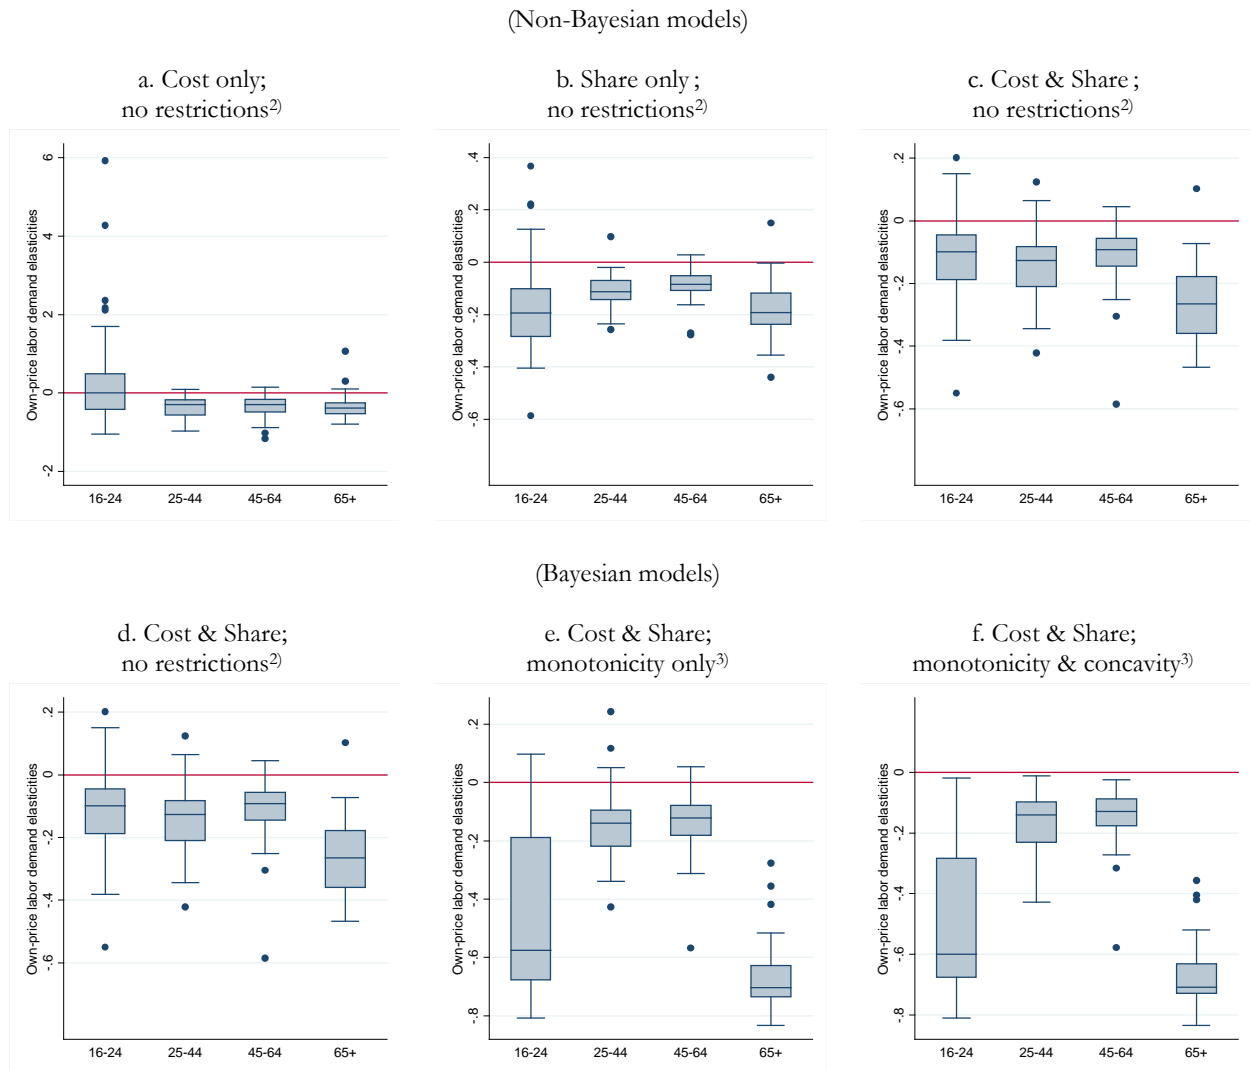 (Non-Bayesian models)
a. Cost only;
no restrictions2)
b. Share only ;
no restrictions2)
c. Cost & Share ;
no restrictions2)
Own-price labor demand elasticities
6
4
2
0
-2
16-24 25-44 45-64 65+
Own-price labor demand elasticities
.4
.2
0
-.2
-.4
-.6
16-24 25-44 45-64 65+
Own-price labor demand elasticities
.2
0
-.2
-.4
-.6
16-24 25-44 45-64 65+
(Bayesian models)
d. Cost & Share;
no restrictions2)
e. Cost & Share;
monotonicity only3)
f. Cost & Share;
monotonicity & concavity3)
Own-price labor demand elasticities
.2
0
-.2
-.4
-.6
16-24 25-44 45-64 65+
Own-price labor demand elasticities
.2
0
-.2
-.4
-.6
-.8
16-24 25-44 45-64 65+
Own-price labor demand elasticities
0
-.2
-.4
-.6
-.8
16-24 25-44 45-64 65+